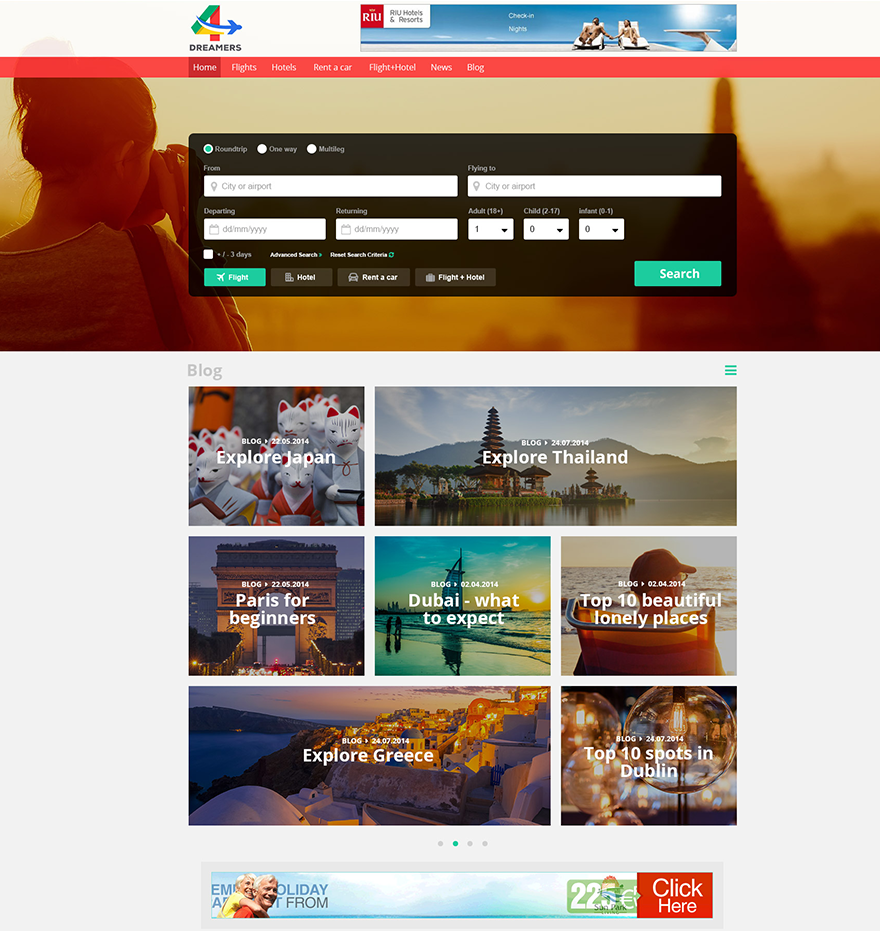 4
DREAMERS
RIU
RIU Hotels
& Resorts
Check-in
Nights
Home Flights Hotels Rent a car Flight+Hotel News Blog
Roundtrip One way Multileg
From Flying to
City or airport City or airport
Departing Returning Adult (18+) Child (2-17) infant (0-1)
dd/mm/yyyy dd/mm/yyyy 1 0 0
+ / - 3 days Advanced Search Reset Search Criteria
Flight Hotel Rent a car Flight + Hotel Search
Blog
BLOG 22.05.2014
Explore Japan
BLOG 24.07.2014
Explore Thailand
BLOG 22.05.2014
Paris for
beginners
BLOG 02.04.2014
Dubai - what
to expect
BLOG 02.04.2014
Top 10 beautiful
lonely places
BLOG 24.07.2014
Explore Greece
BLOG 24.07.2014
Top 10 spots in
Dublin
FROM
225€
Click
Here